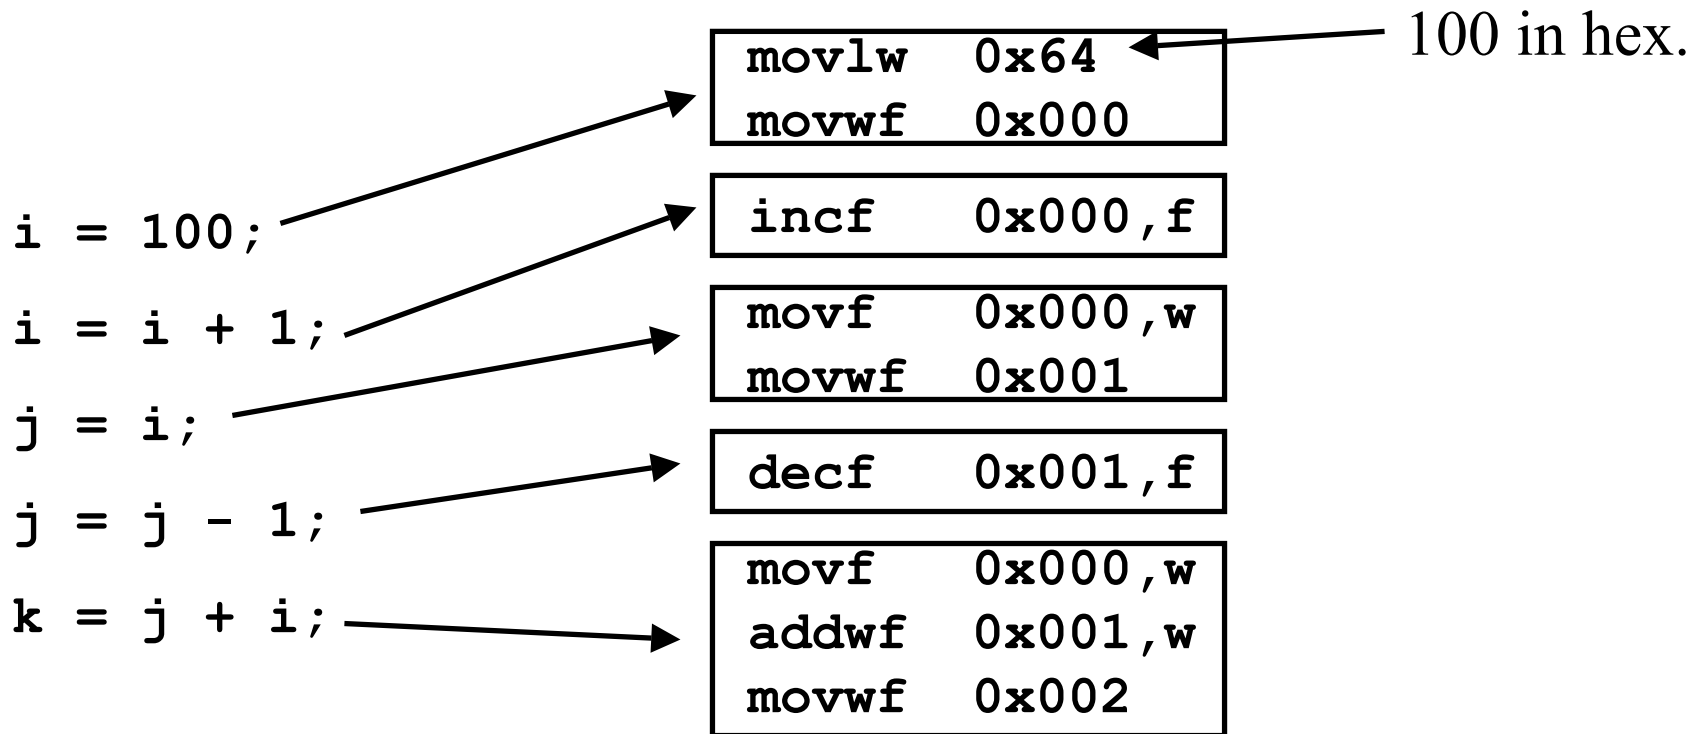 100 in hex.
movlw 0x64
movwf 0x000
i = 100;
incf 0x000,f
i = i + 1;
movf 0x000,w
movwf 0x001
j = i;
decf 0x001,f
j = j - 1;
movf 0x000,w
k = j + i;
addwf 0x001,w
movwf 0x002